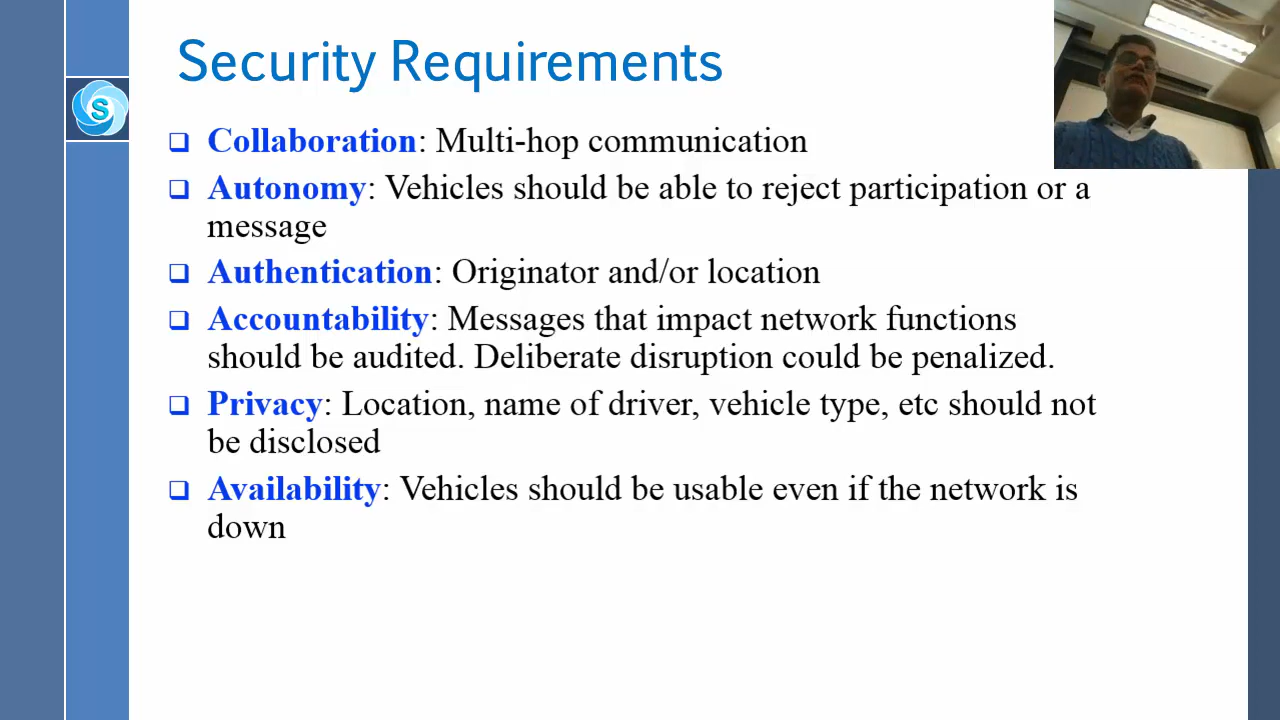 Security Requirements
S
❑ Collaboration: Multi-hop communication
❑ Autonomy: Vehicles should be able to reject participation or a
message
❑ Authentication: Originator and/or location
❑ Accountability: Messages that impact network functions
should be audited. Deliberate disruption could be penalized.
❑ Privacy: Location, name of driver, vehicle type, etc should not
be disclosed
❑ Availability: Vehicles should be usable even if the network is
down